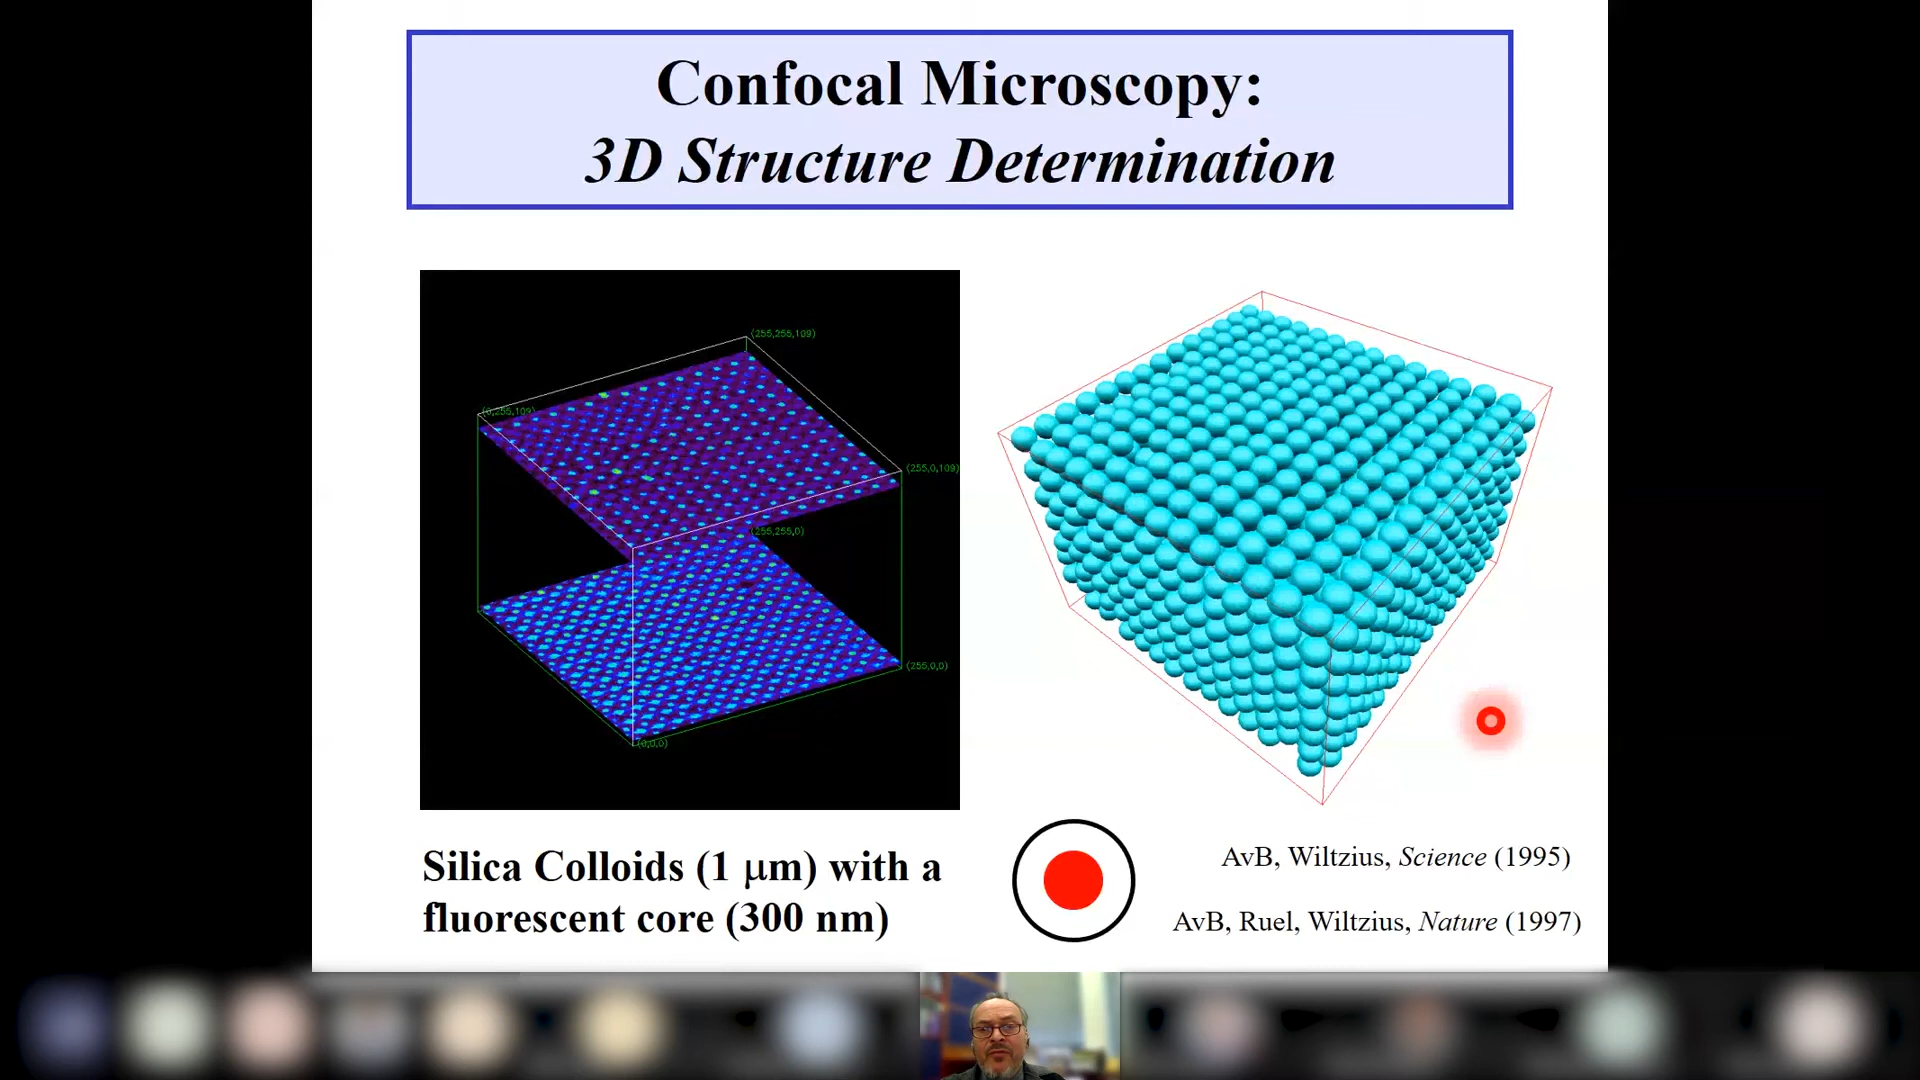 Confocal Microscopy:
3D Structure Determination
(255,255,109)
(0,255,109)
(255,0,109)
(255,255,0)
(255,0,0)
(0,0,0)
Silica Colloids (1 μm) with a
fluorescent core (300 nm)
AvB, Wiltzius, Science (1995)
AvB, Ruel, Wiltzius, Nature (1997)